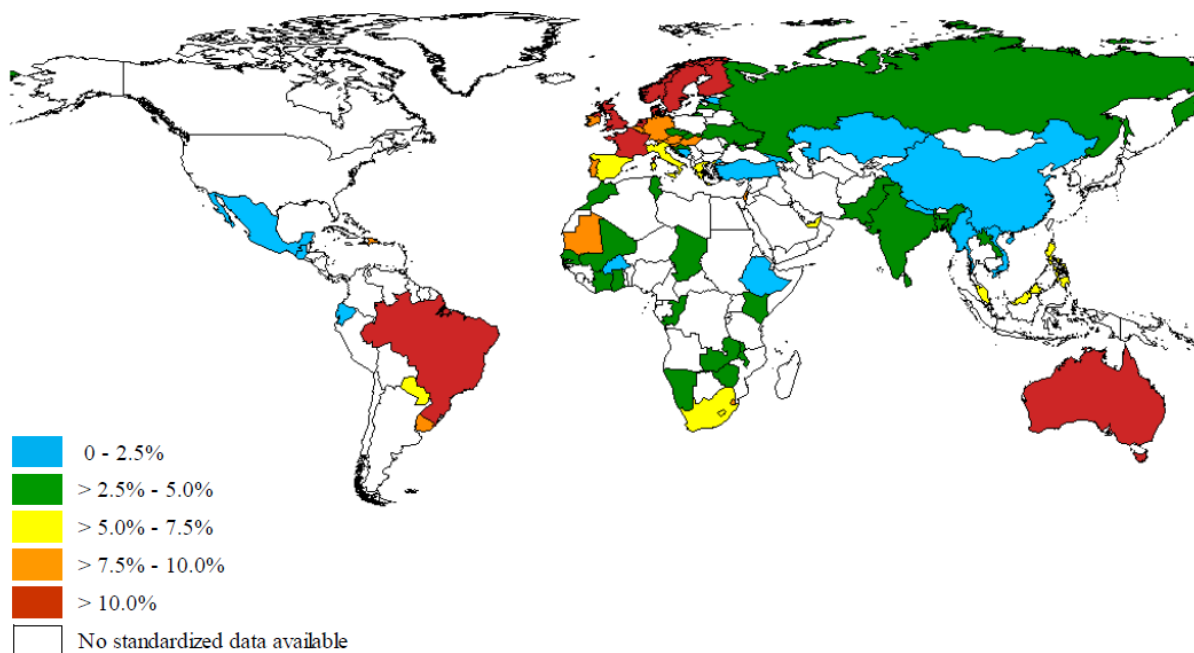 0 - 2.5%
> 2.5% - 5.0%
> 5.0% - 7.5%
> 7.5% - 10.0%
> 10.0%
No standardized data available